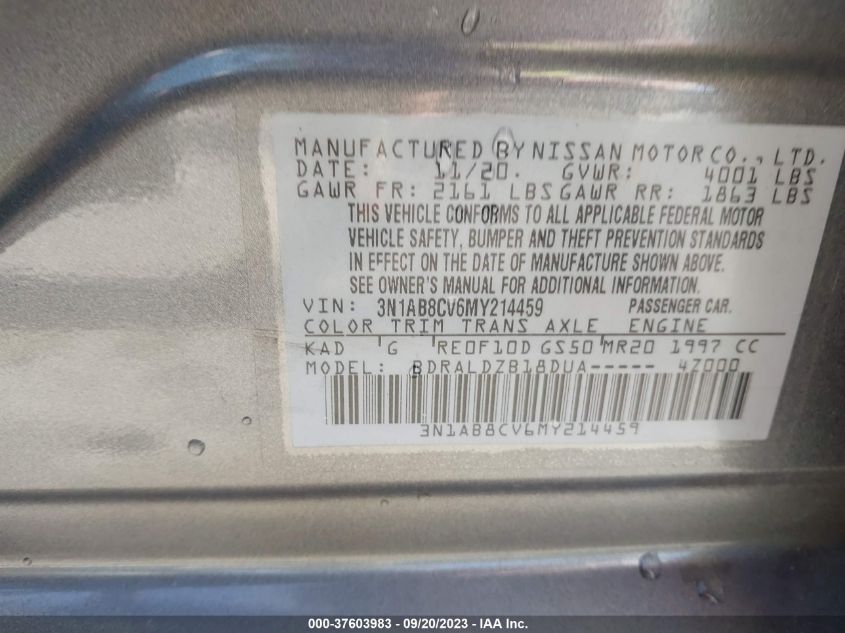 MANUFACTURED BY NISSAN MOTOR CO., LTD.
DATE: 11/20. GVWR: 4001 LBS
GAWR FR: 2161 LBS GAWR RR: 1863 LBS
THIS VEHICLE CONFORMS TO ALL APPLICABLE FEDERAL MOTOR
VEHICLE SAFETY, BUMPER AND THEFT PREVENTION STANDARDS
IN EFFECT ON THE DATE OF MANUFACTURE SHOWN ABOVE.
SEE OWNER'S MANUAL FOR ADDITIONAL INFORMATION.
VIN: 3N1AB8CV6MY214459 PASSENGER CAR.
COLOR TRIM TRANS AXLE ENGINE
KAD G RE0F10D GS50 MR20 1997 CC
MODEL: BDRALDZB18DUA----- 4Z000
3N1AB8CV6MY214459
000-37603983 - 09/20/2023 - IAA Inc.